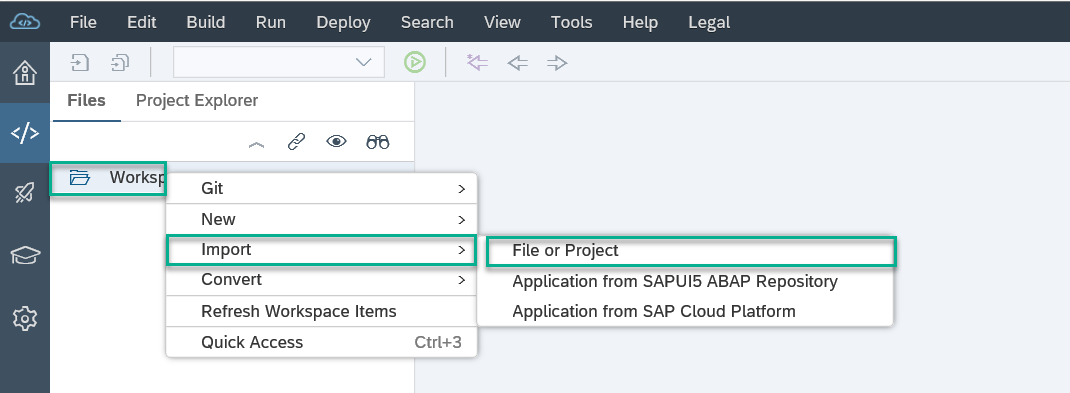 File Edit Build Run Deploy Search View Tools Help Legal
Files Project Explorer
Worksp
Git
New
Import
File or Project
Convert
Application from SAPUI5 ABAP Repository
Refresh Workspace Items
Application from SAP Cloud Platform
Quick Access Ctrl+3